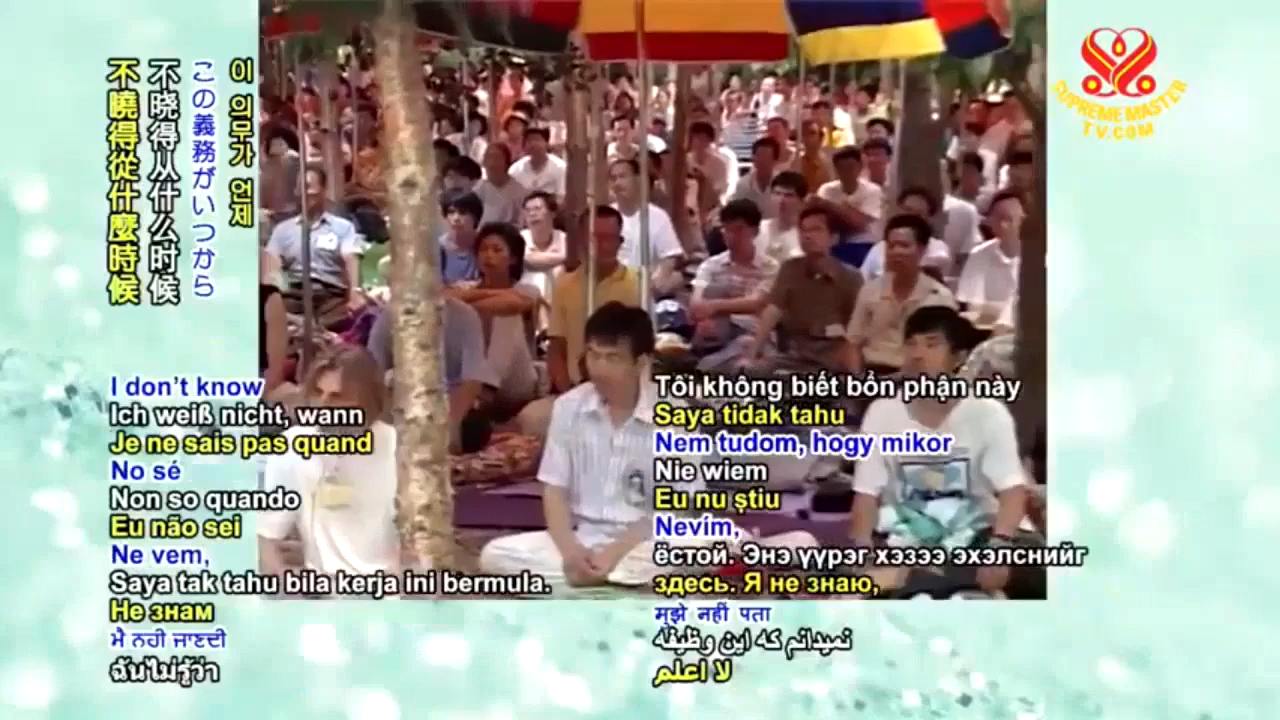 이 의무가 언제
この義務がいつから
不晓得从什么时候
不曉得從什麼時候
SUPREME MASTER
TV.COM
I don't know
Ich weiß nicht, wann
Je ne sais pas quand
No sé
Non so quando
Eu não sei
Ne vem,
Saya tak tahu bila kerja ini bermula.
Не знам
ਮੈ ਨਹੀ ਜਾਣਦੀ
ฉันไม่รู้ว่า
Tôi không biết bổn phận này
Saya tidak tahu
Nem tudom, hogy mikor
Nie wiem
Eu nu știu
Nevím,
ёстой. Энэ үүрэг хэзээ эхэлснийг
здесь. Я не знаю,
मुझे नहीं पता
نمیدانم که این وظیفه
لا اعلم